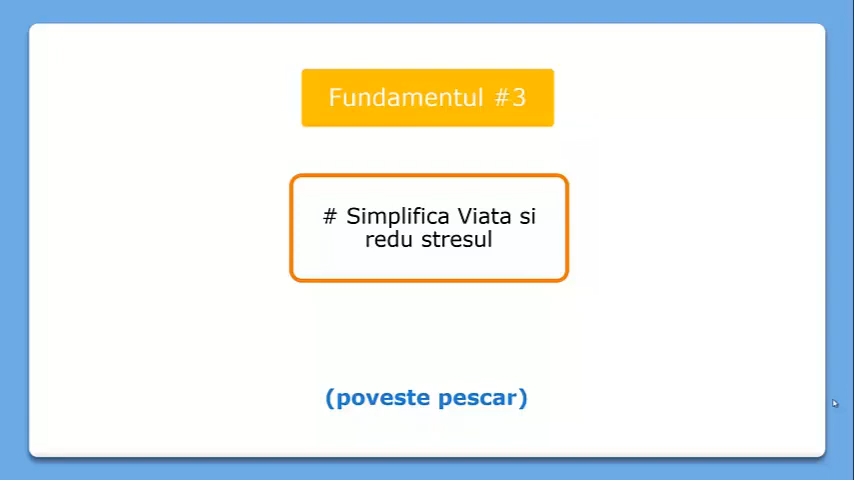 Fundamentul #3
# Simplifica Viata si
redu stresul
(poveste pescar)